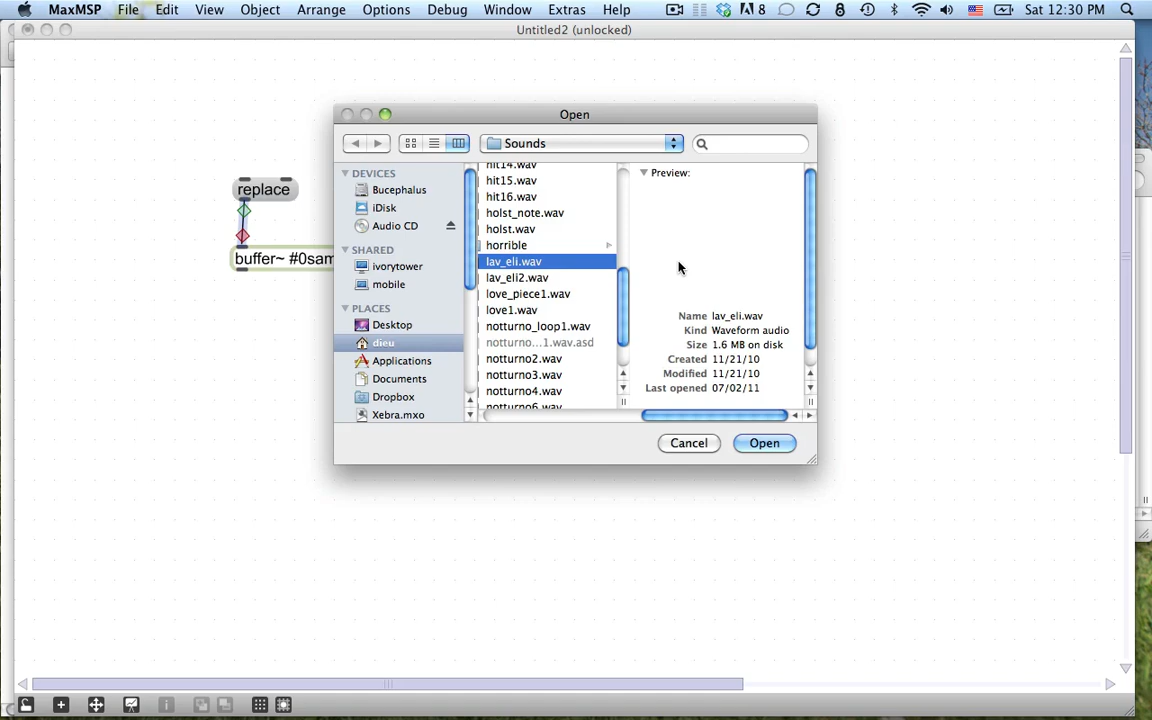 MaxMSP File Edit View Object Arrange Options Debug Window Extras Help 8 Sat 12:30 PM
Untitled2 (unlocked)
Open
Sounds
replace
buffer~ #0sam
DEVICES
Bucephalus
iDisk
Audio CD
SHARED
ivorytower
mobile
PLACES
Desktop
dieu
Applications
Documents
Dropbox
Xebra.mxo
hit14.wav
hit15.wav
hit16.wav
holst_note.wav
holst.wav
horrible
lav_eli.wav
lav_eli2.wav
love_piece1.wav
love1.wav
notturno_loop1.wav
notturno...1.wav.asd
notturno2.wav
notturno3.wav
notturno4.wav
notturno6.wav
Preview:
Name lav_eli.wav
Kind Waveform audio
Size 1.6 MB on disk
Created 11/21/10
Modified 11/21/10
Last opened 07/02/11
Cancel Open